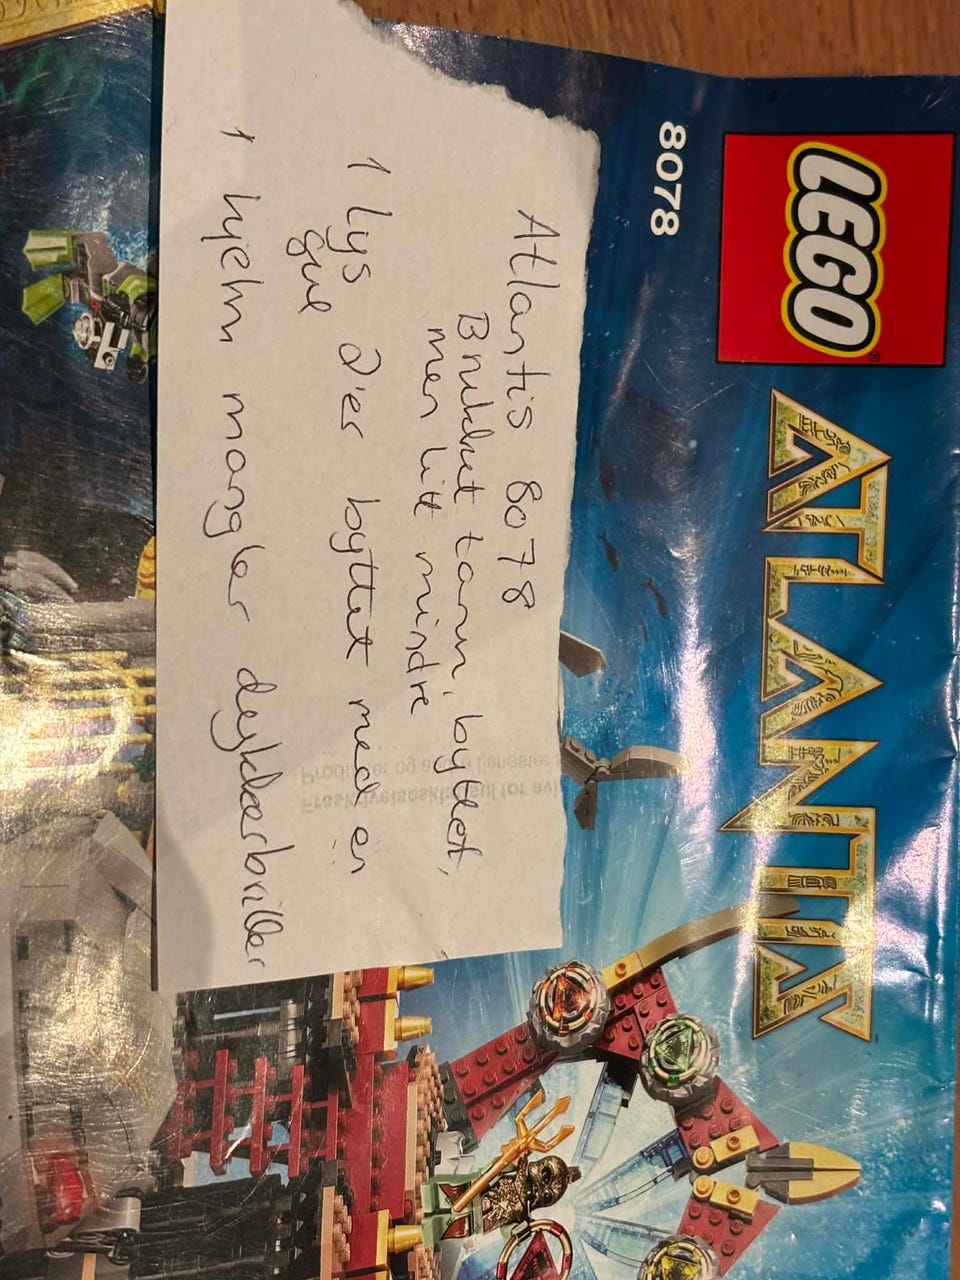 LEGO®
ATLANTIS
8078
Atlantis 8078
Brukket tann, byttet,
men litt mindre
1 lys 2'er byttet med en
gul
1 hjelm mangler dykkerbriller